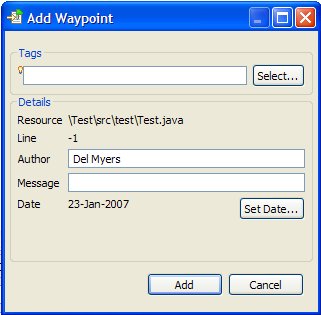 Add Waypoint
Tags
Select...
Details
Resource \Test\src\test\Test.java
Line -1
Author Del Myers
Message
Date 23-Jan-2007 Set Date...
Add Cancel